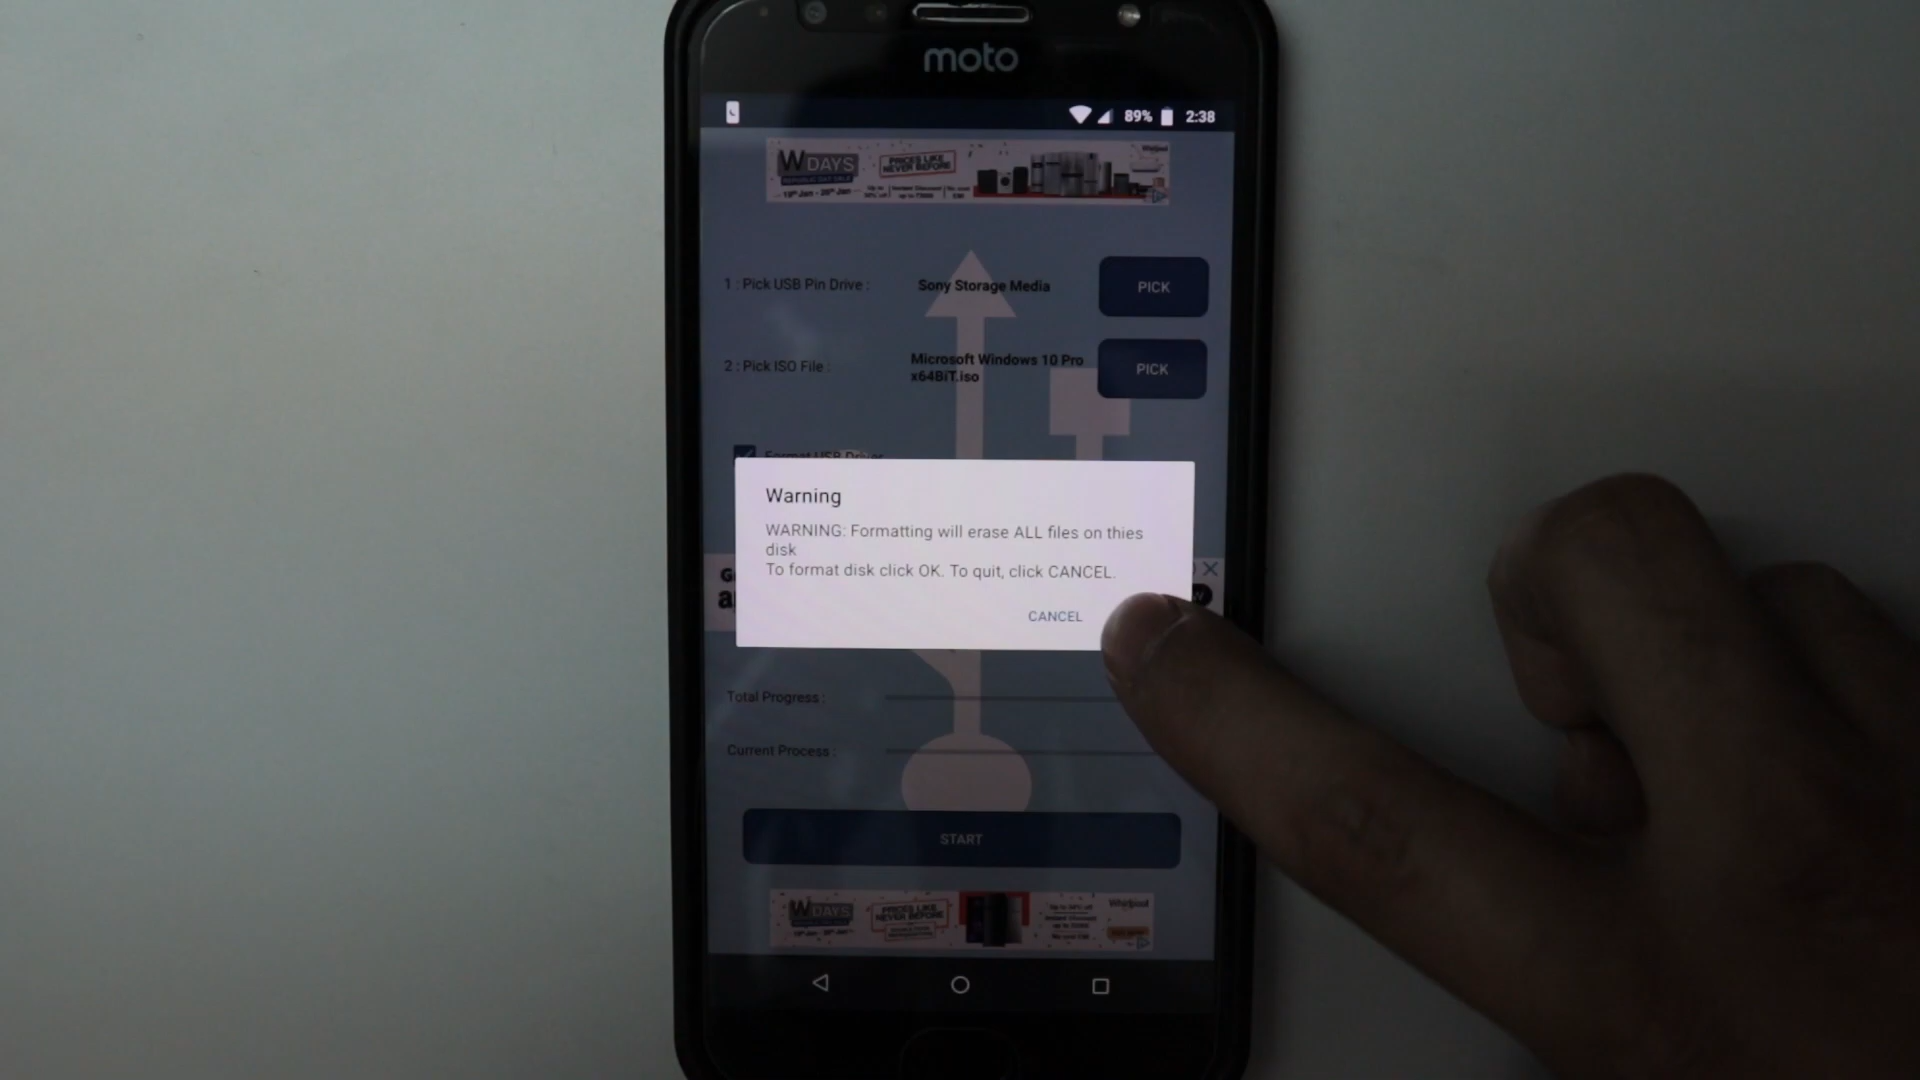 moto
89% 2:38
W DAYS
PRICES LIKE
NEVER BEFORE
Whirlpool
1 : Pick USB Pin Drive :
Sony Storage Media
PICK
2 : Pick ISO File :
Microsoft Windows 10 Pro
x64BiT.iso
PICK
Format USB Driver
Warning
WARNING: Formatting will erase ALL files on thies
disk
To format disk click OK. To quit, click CANCEL.
CANCEL
Total Progress :
Current Process :
START
W DAYS
PRICES LIKE
NEVER BEFORE
Whirlpool